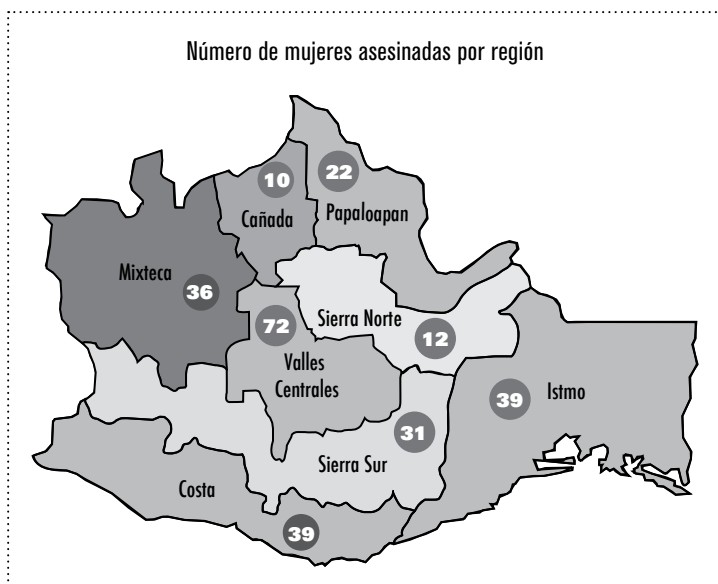 Número de mujeres asesinadas por región
10
Cañada
22
Papaloapan
Mixteca
36
72
Valles
Centrales
Sierra Norte
12
39
Istmo
31
Sierra Sur
Costa
39